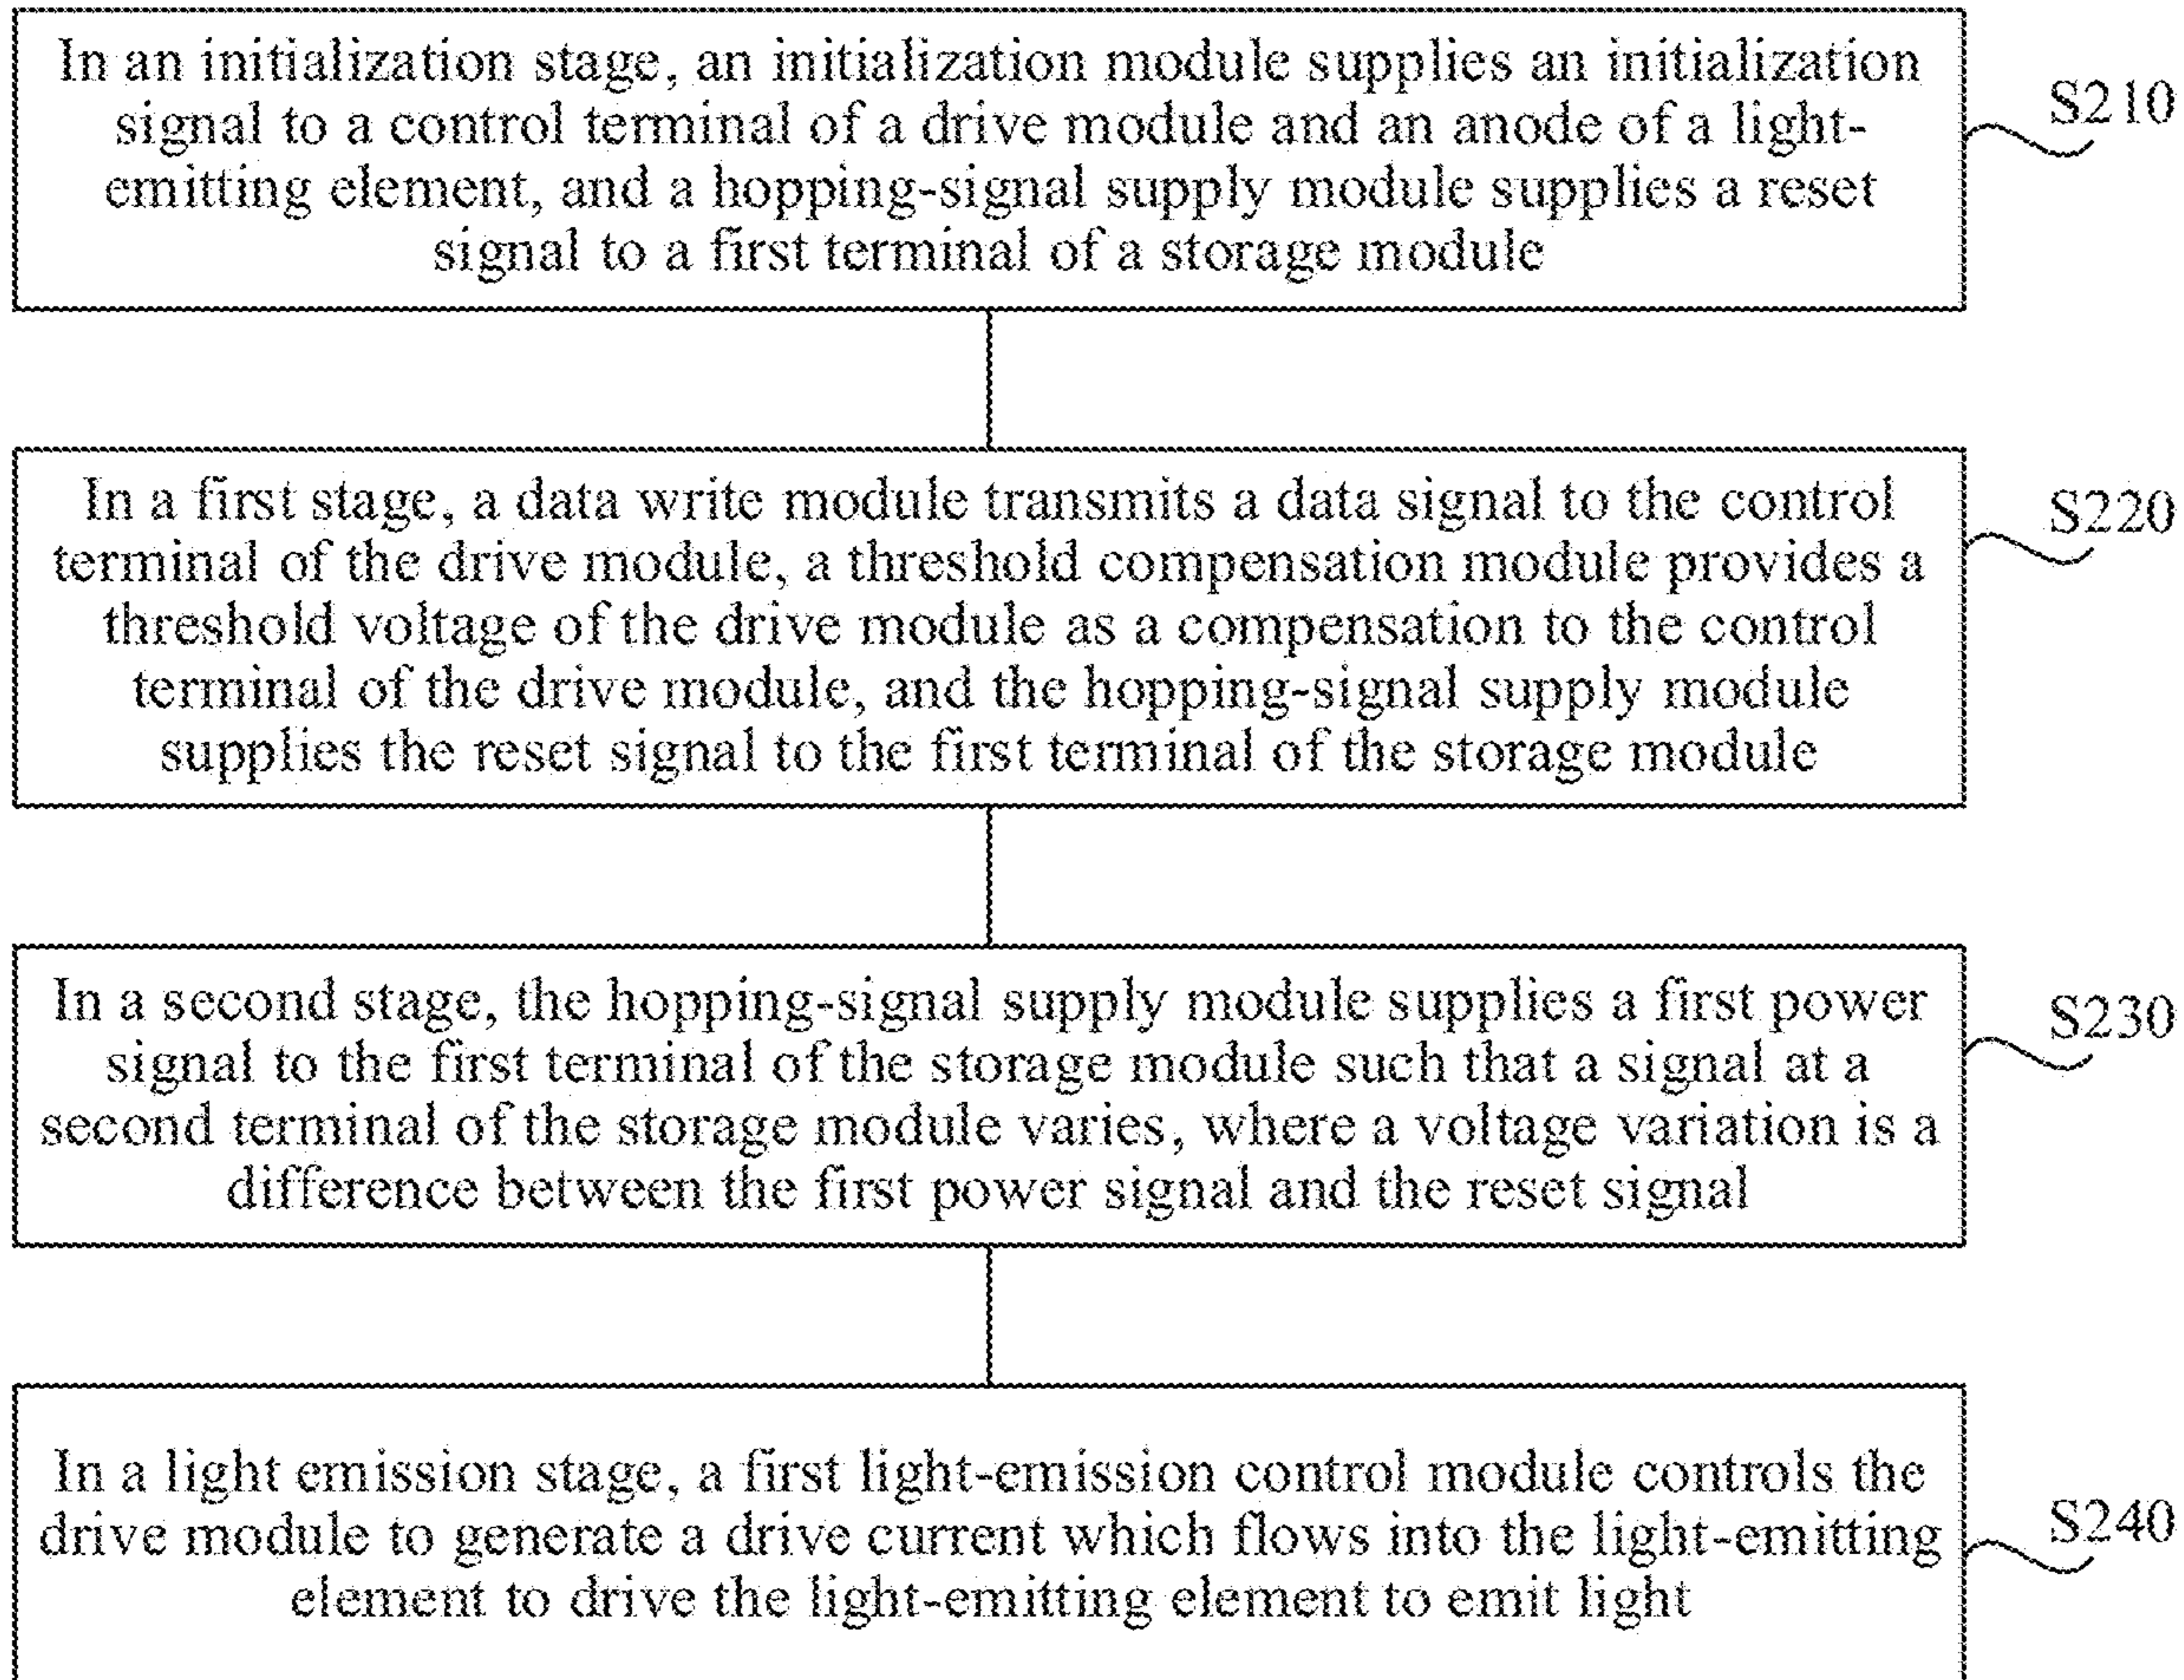 In an initialization stage, an initialization module supplies an initialization
signal to a control terminal of a drive module and an anode of a light-
emitting element, and a hopping-signal supply module supplies a reset
signal to a first terminal of a storage module
S210
In a first stage, a data write module transmits a data signal to the control
terminal of the drive module, a threshold compensation module provides a
threshold voltage of the drive module as a compensation to the control
terminal of the drive module, and the hopping-signal supply module
supplies the reset signal to the first terminal of the storage module
S220
In a second stage, the hopping-signal supply module supplies a first power
signal to the first terminal of the storage module such that a signal at a
second terminal of the storage module varies, where a voltage variation is a
difference between the first power signal and the reset signal
S230
In a light emission stage, a first light-emission control module controls the
drive module to generate a drive current which flows into the light-emitting
element to drive the light-emitting element to emit light
S240